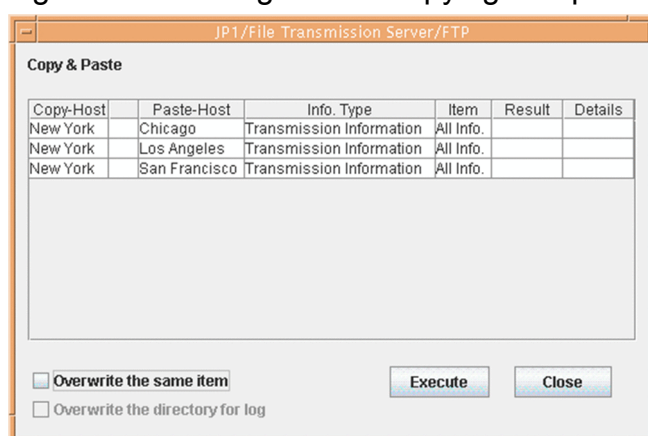 JP1/File Transmission Server/FTP
Copy & Paste
Copy-Host Paste-Host Info. Type Item Result Details
New York Chicago Transmission Information All Info.
New York Los Angeles Transmission Information All Info.
New York San Francisco Transmission Information All Info.
Overwrite the same item Execute Close
Overwrite the directory for log